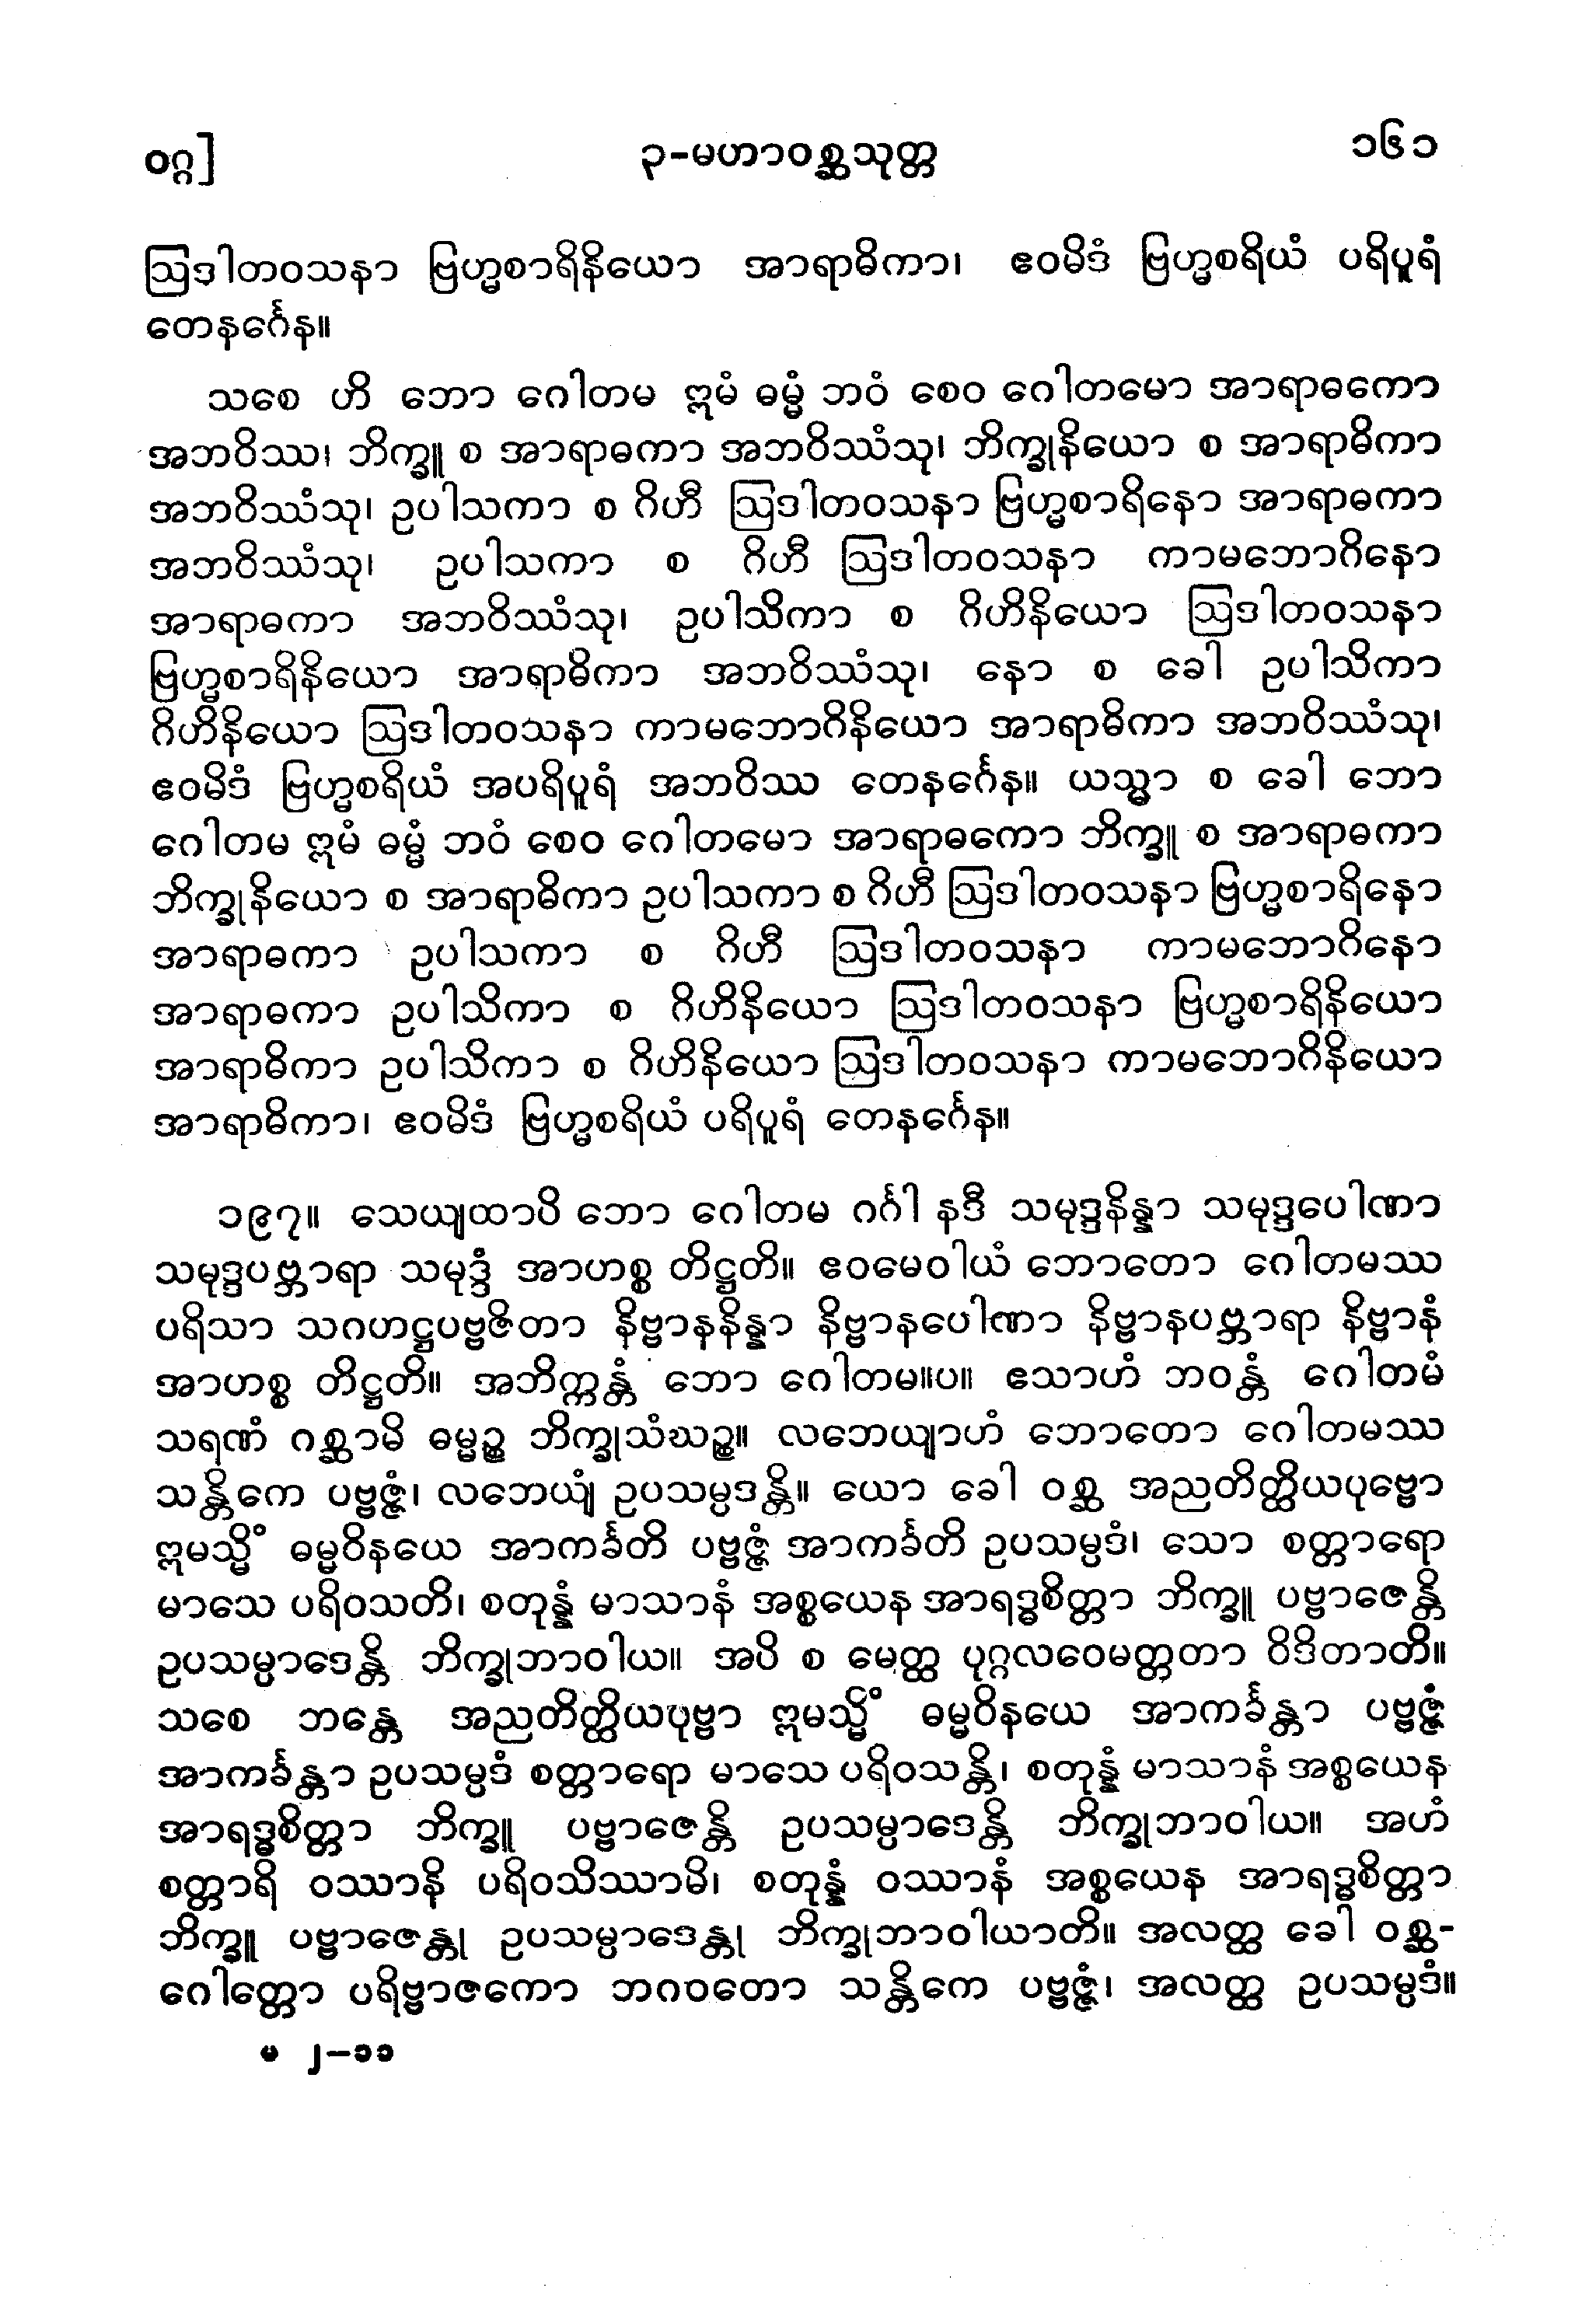 ဝဂ္ဂ] ၃-မဟာဝစ္ဆသုတ္တ ၁၆၁
ဩဒါတဝသနာ ဗြဟ္မစာရိနိယော အာရာဓိကာ၊ ဧဝမိဒံ ဗြဟ္မစရိယံ ပရိပူရံ
တေနင်္ဂေန။
သစေ ဟိ ဘော ဂေါတမ ဣမံ ဓမ္မံ ဘဝံ စေဝ ဂေါတမော အာရာဓကော
အဘဝိဿ၊ ဘိက္ခူ စ အာရာဓကာ အဘဝိဿံသု၊ ဘိက္ခုနိယော စ အာရာဓိကာ
အဘဝိဿံသု၊ ဥပါသကာ စ ဂိဟီ ဩဒါတဝသနာ ဗြဟ္မစာရိနော အာရာဓကာ
အဘဝိဿံသု၊ ဥပါသကာ စ ဂိဟီ ဩဒါတဝသနာ ကာမဘောဂိနော
အာရာဓကာ အဘဝိဿံသု၊ ဥပါသိကာ စ ဂိဟိနိယော ဩဒါတဝသနာ
ဗြဟ္မစာရိနိယော အာရာဓိကာ အဘဝိဿံသု၊ နော စ ခေါ ဥပါသိကာ
ဂိဟိနိယော ဩဒါတဝသနာ ကာမဘောဂိနိယော အာရာဓိကာ အဘဝိဿံသု၊
ဧဝမိဒံ ဗြဟ္မစရိယံ အပရိပူရံ အဘဝိဿ တေနင်္ဂေန။ ယသ္မာ စ ခေါ ဘော
ဂေါတမ ဣမံ ဓမ္မံ ဘဝံ စေဝ ဂေါတမော အာရာဓကော ဘိက္ခူ စ အာရာဓကာ
ဘိက္ခုနိယော စ အာရာဓိကာ ဥပါသကာ စ ဂိဟီ ဩဒါတဝသနာ ဗြဟ္မစာရိနော
အာရာဓကာ ဥပါသကာ စ ဂိဟီ ဩဒါတဝသနာ ကာမဘောဂိနော
အာရာဓကာ ဥပါသိကာ စ ဂိဟိနိယော ဩဒါတဝသနာ ဗြဟ္မစာရိနိယော
အာရာဓိကာ ဥပါသိကာ စ ဂိဟိနိယော ဩဒါတဝသနာ ကာမဘောဂိနိယော
အာရာဓိကာ၊ ဧဝမိဒံ ဗြဟ္မစရိယံ ပရိပူရံ တေနင်္ဂေန။
၁၉၇။ သေယျထာပိ ဘော ဂေါတမ ဂင်္ဂါ နဒီ သမုဒ္ဒနိန္နာ သမုဒ္ဒပေါဏာ
သမုဒ္ဒပဗ္ဘာရာ သမုဒ္ဒံ အာဟစ္စ တိဋ္ဌတိ။ ဧဝမေဝါယံ ဘောတော ဂေါတမဿ
ပရိသာ သဂဟဋ္ဌပဗ္ဗဇိတာ နိဗ္ဗာနနိန္နာ နိဗ္ဗာနပေါဏာ နိဗ္ဗာနပဗ္ဘာရာ နိဗ္ဗာနံ
အာဟစ္စ တိဋ္ဌတိ။ အဘိက္ကန္တံ ဘော ဂေါတမ။ပ။ ဧသာဟံ ဘဝန္တံ ဂေါတမံ
သရဏံ ဂစ္ဆာမိ ဓမ္မဉ္စ ဘိက္ခုသံဃဉ္စ။ လဘေယျာဟံ ဘောတော ဂေါတမဿ
သန္တိကေ ပဗ္ဗဇ္ဇံ၊ လဘေယျံ ဥပသမ္ပဒန္တိ။ ယော ခေါ ဝစ္ဆ အညတိတ္ထိယပုဗ္ဗော
ဣမသ္မိံ ဓမ္မဝိနယေ အာကင်္ခတိ ပဗ္ဗဇ္ဇံ အာကင်္ခတိ ဥပသမ္ပဒံ၊ သော စတ္တာရော
မာသေ ပရိဝသတိ၊ စတုန္နံ မာသာနံ အစ္စယေန အာရဒ္ဓစိတ္တာ ဘိက္ခူ ပဗ္ဗာဇေန္တိ
ဥပသမ္ပာဒေန္တိ ဘိက္ခုဘာဝါယ။ အပိ စ မေတ္ထ ပုဂ္ဂလဝေမတ္တတာ ဝိဒိတာတိ။
သစေ ဘန္တေ အညတိတ္ထိယပုဗ္ဗာ ဣမသ္မိံ ဓမ္မဝိနယေ အာကင်္ခန္တာ ပဗ္ဗဇ္ဇံ
အာကင်္ခန္တာ ဥပသမ္ပဒံ စတ္တာရော မာသေ ပရိဝသန္တိ၊ စတုန္နံ မာသာနံ အစ္စယေန
အာရဒ္ဓစိတ္တာ ဘိက္ခူ ပဗ္ဗာဇေန္တိ ဥပသမ္ပာဒေန္တိ ဘိက္ခုဘာဝါယ။ အဟံ
စတ္တာရိ ဝဿာနိ ပရိဝသိဿာမိ၊ စတုန္နံ ဝဿာနံ အစ္စယေန အာရဒ္ဓစိတ္တာ
ဘိက္ခူ ပဗ္ဗာဇေန္တု ဥပသမ္ပာဒေန္တု ဘိက္ခုဘာဝါယာတိ။ အလတ္ထ ခေါ ဝစ္ဆ-
ဂေါတ္တော ပရိဗ္ဗာဇကော ဘဂဝတော သန္တိကေ ပဗ္ဗဇ္ဇံ၊ အလတ္ထ ဥပသမ္ပဒံ။
မ ၂-၁၁